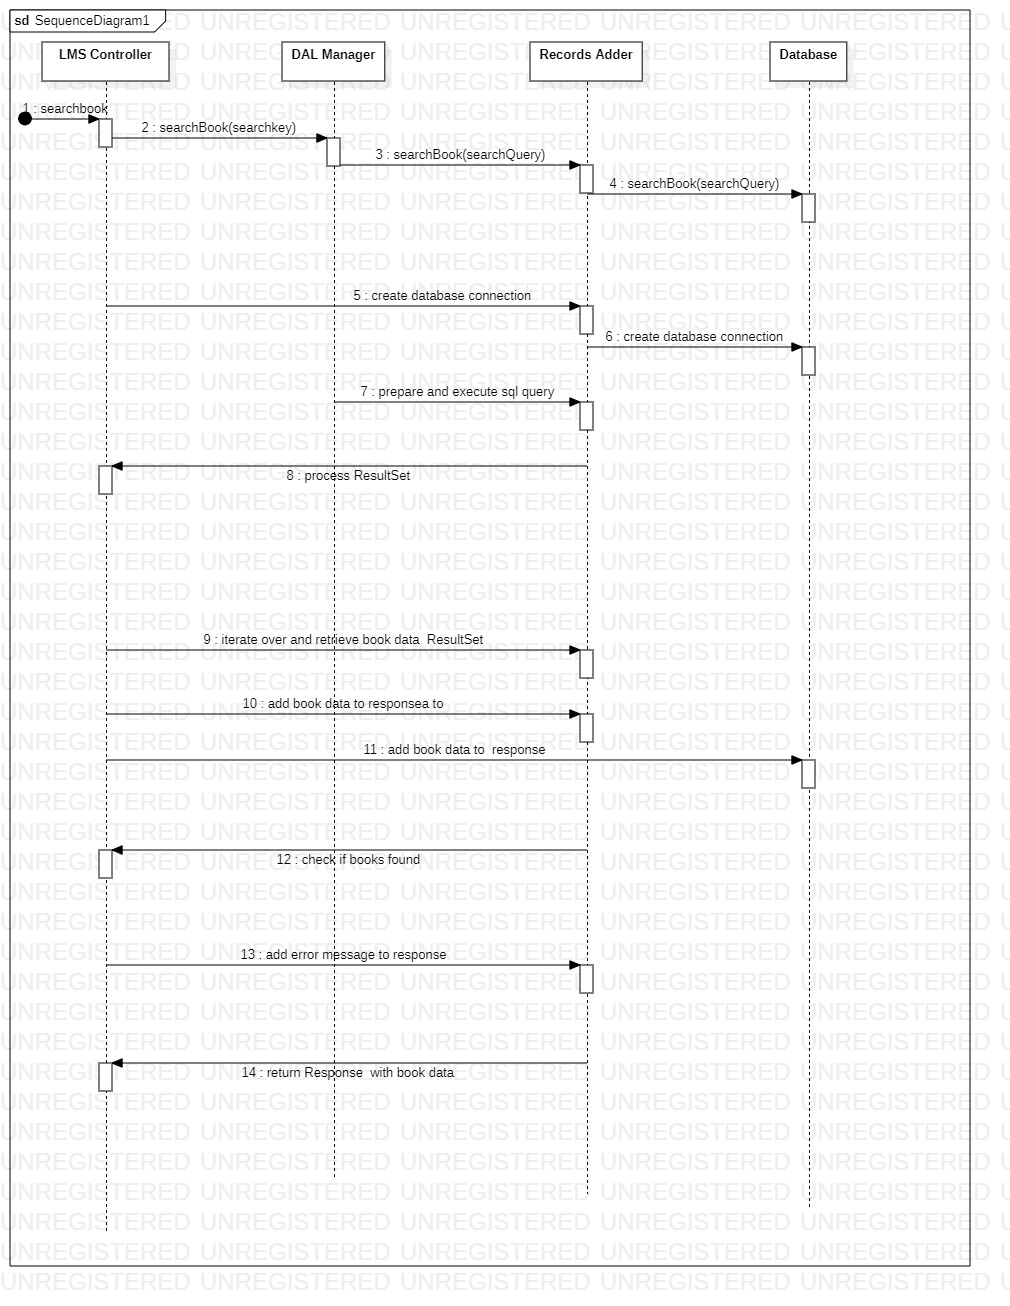 sd SequenceDiagram1
LMS Controller
DAL Manager
Records Adder
Database
1 : searchbook
2 : searchBook(searchkey)
3 : searchBook(searchQuery)
4 : searchBook(searchQuery)
5 : create database connection
6 : create database connection
7 : prepare and execute sql query
8 : process ResultSet
9 : iterate over and retrieve book data  ResultSet
10 : add book data to responsea to
11 : add book data to  response
12 : check if books found
13 : add error message to response
14 : return Response  with book data
UNREGISTERED